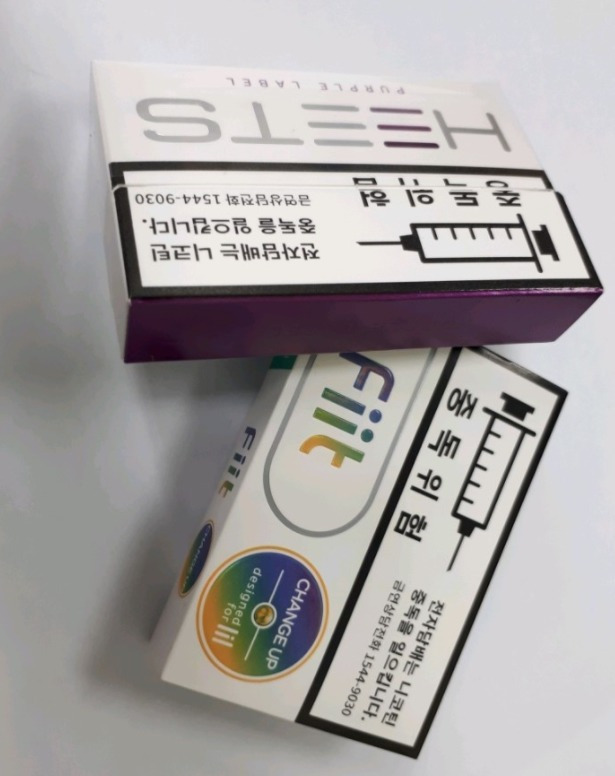 PURPLE LABEL
HEETS
중독위험
전자담배는 니코틴
중독을 일으킵니다.
금연상담전화 1544-9030
Fiit
CHANGE UP
designed
for lil
중독위험
전자담배는 니코틴
중독을 일으킵니다.
금연상담전화 1544-9030
Fiit
CHANGE UP